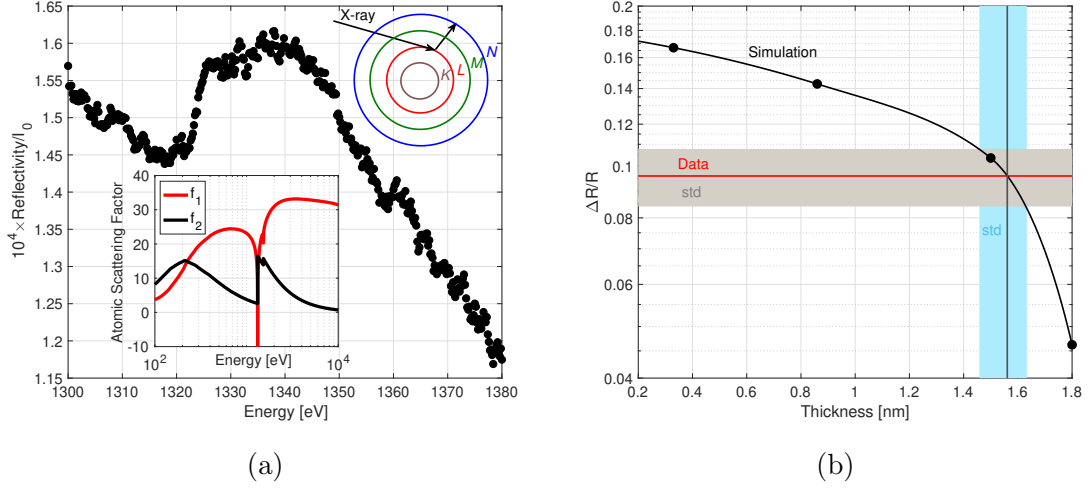 1.65
1.6
1.55
1.5
1.45
1.4
1.35
1.3
1.25
1.2
1.15
10⁴×Reflectivity/I₀
1300 1310 1320 1330 1340 1350 1360 1370 1380
Energy [eV]
X-ray
K L M N
40
30
20
10
0
-10
Atomic Scattering Factor
f₁
f₂
10² Energy [eV] 10⁴
(a)
0.18
0.16
0.14
0.12
0.1
0.08
0.06
0.04
ΔR/R
Simulation
Data
std
std
0.2 0.4 0.6 0.8 1 1.2 1.4 1.6 1.8
Thickness [nm]
(b)